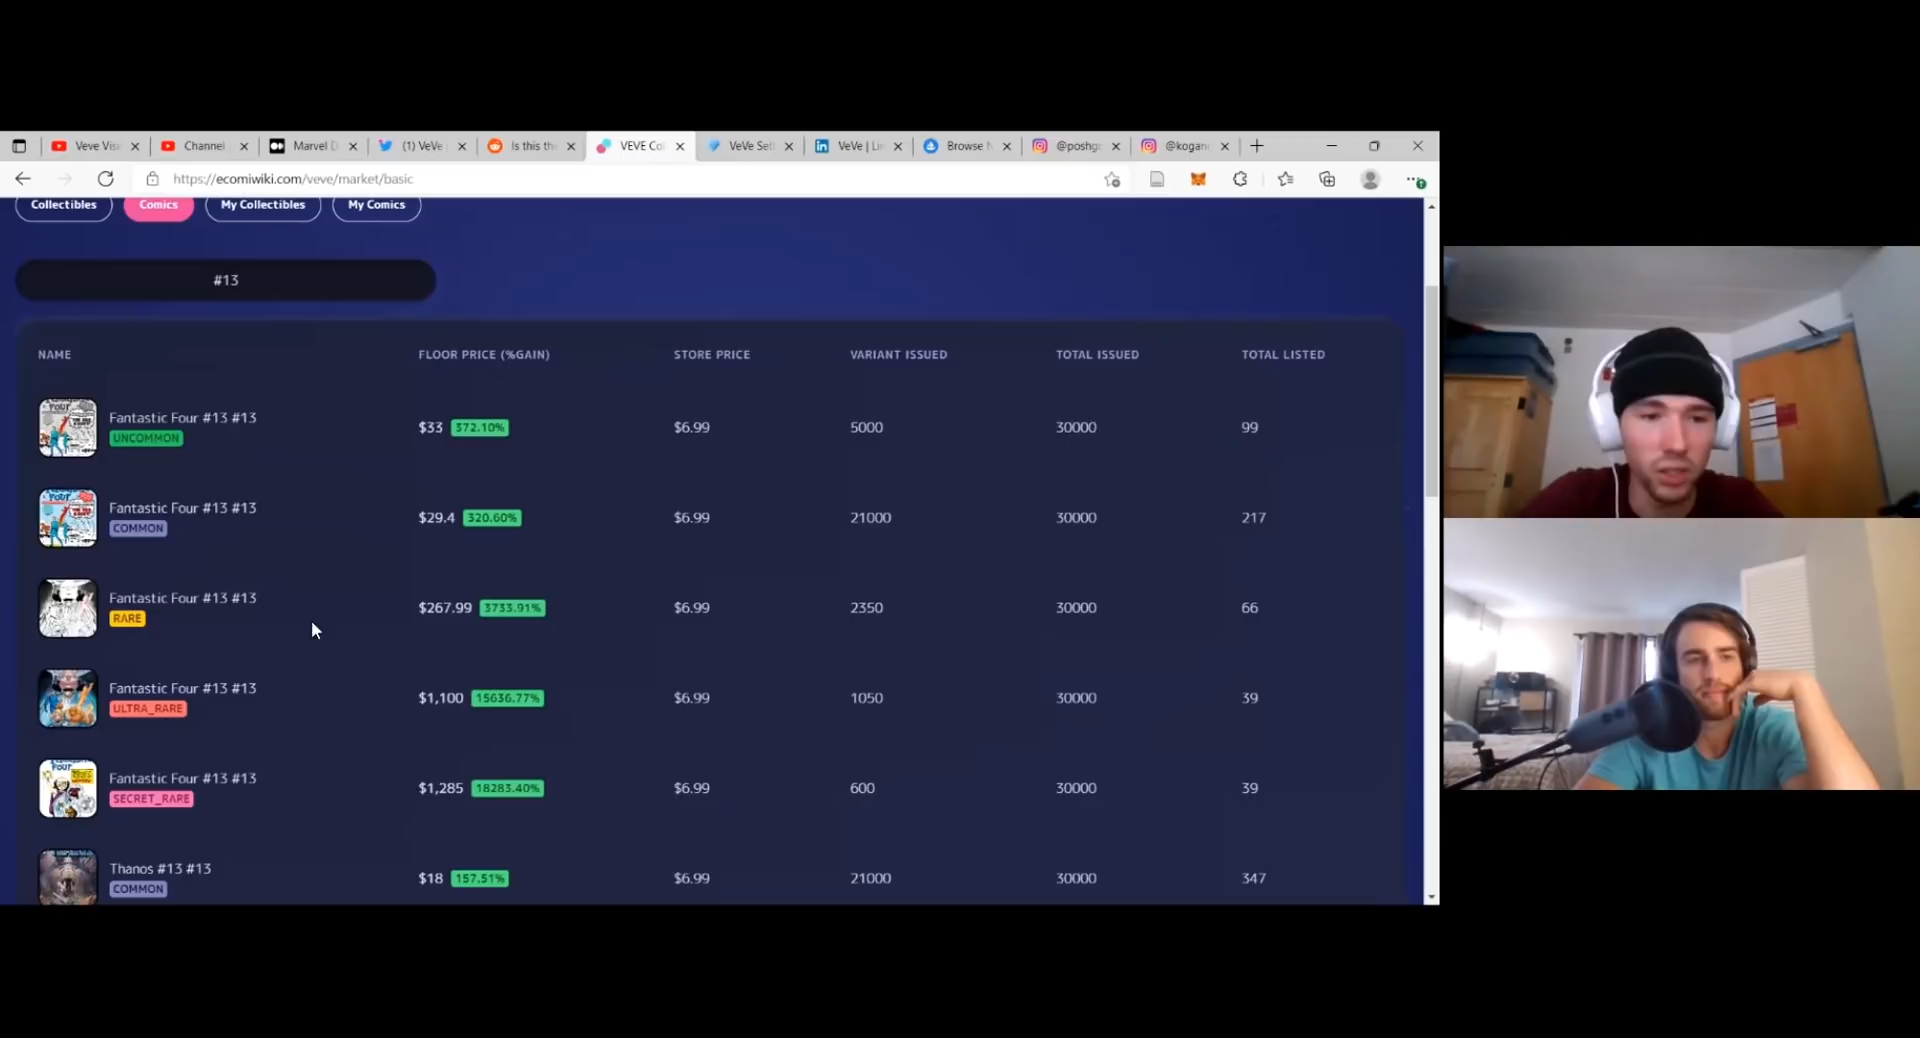 Veve Vis
Channel
Marvel D
(1) VeVe
Is this th
VEVE Co
VeVe Set
VeVe | Li
Browse N
@poshg
@kogan
https://ecomiwiki.com/veve/market/basic
Collectibles Comics My Collectibles My Comics
#13
NAME FLOOR PRICE (%GAIN) STORE PRICE VARIANT ISSUED TOTAL ISSUED TOTAL LISTED
Fantastic Four #13 #13
UNCOMMON
$33 372.10% $6.99 5000 30000 99
Fantastic Four #13 #13
COMMON
$29.4 320.60% $6.99 21000 30000 217
Fantastic Four #13 #13
RARE
$267.99 3733.91% $6.99 2350 30000 66
Fantastic Four #13 #13
ULTRA_RARE
$1,100 15636.77% $6.99 1050 30000 39
Fantastic Four #13 #13
SECRET_RARE
$1,285 18283.40% $6.99 600 30000 39
Thanos #13 #13
COMMON
$18 157.51% $6.99 21000 30000 347